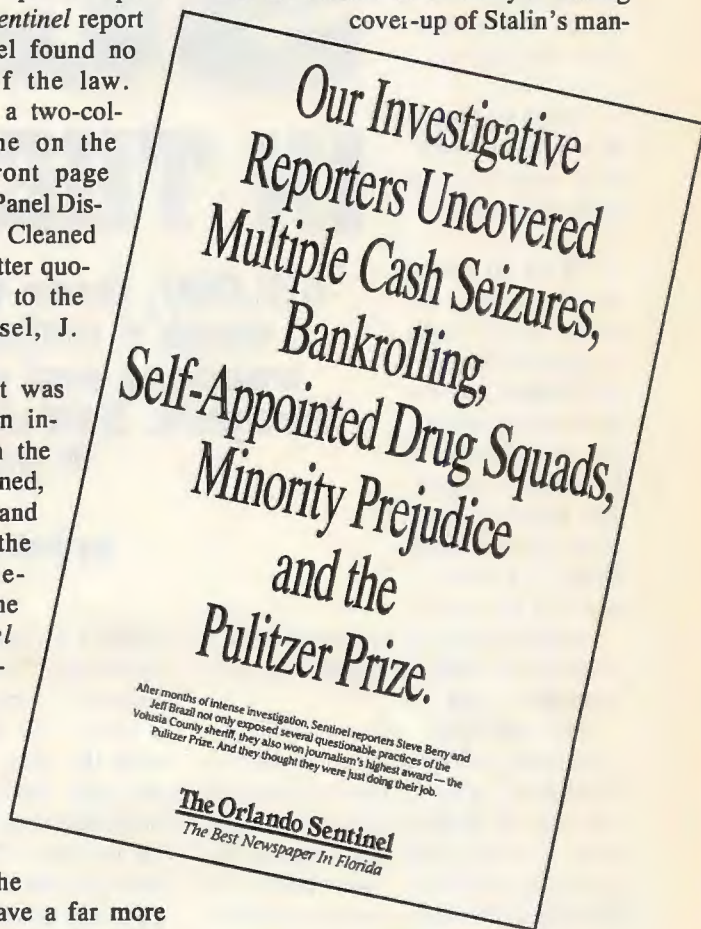 entinel report
el found no
f the law.
a two-col-
ne on the
ont page
Panel Dis-
Cleaned
tter quo-
to the
sel, J.
t was
n in-
the
ned,
and
the
e-
ne
el
-
he
ave a far more
cover-up of Stalin's man-
Our Investigative
Reporters Uncovered
Multiple Cash Seizures,
Bankrolling,
Self-Appointed Drug Squads,
Minority Prejudice
and the
Pulitzer Prize.
After months of intense investigation, Sentinel reporters Steve Berry and
Jeff Brazil not only exposed several questionable practices of the
Volusia County sheriff, they also won journalism's highest award — the
Pulitzer Prize. And they thought they were just doing their job.
The Orlando Sentinel
The Best Newspaper In Florida